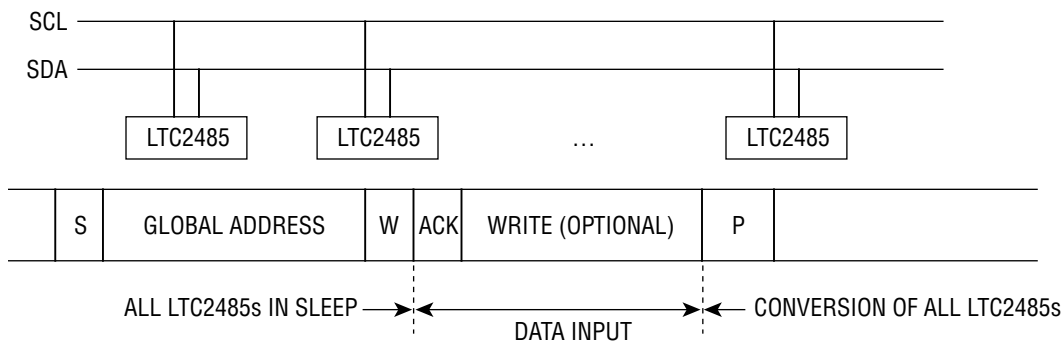 SCL
SDA
LTC2485 LTC2485 … LTC2485
S GLOBAL ADDRESS W ACK WRITE (OPTIONAL) P
ALL LTC2485s IN SLEEP DATA INPUT CONVERSION OF ALL LTC2485s